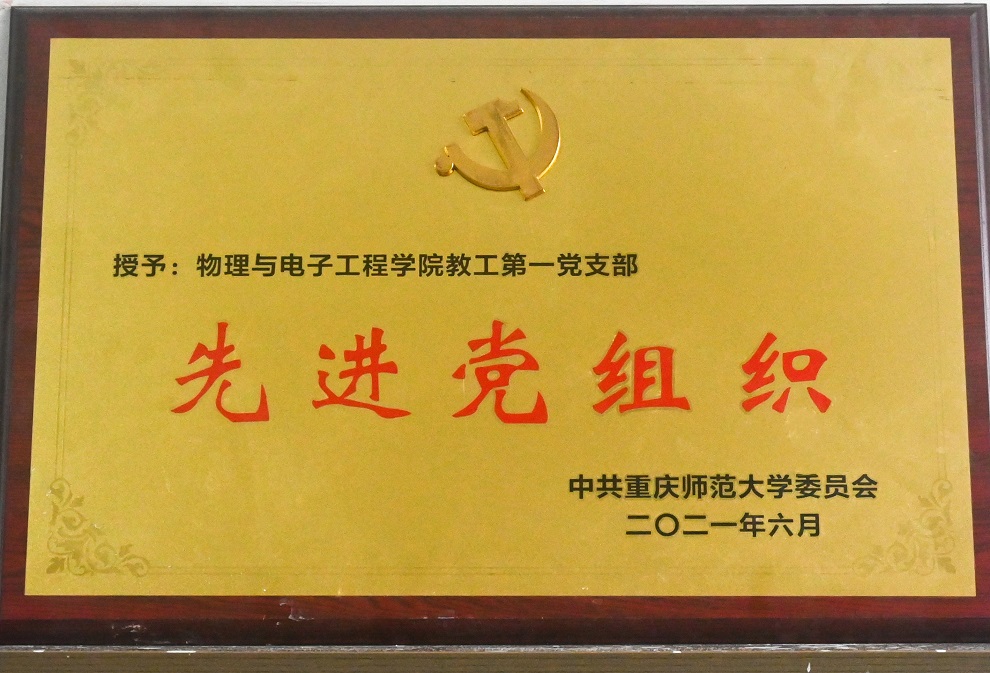 授予：物理与电子工程学院教工第一党支部
先进党组织
中共重庆师范大学委员会
二〇二一年六月